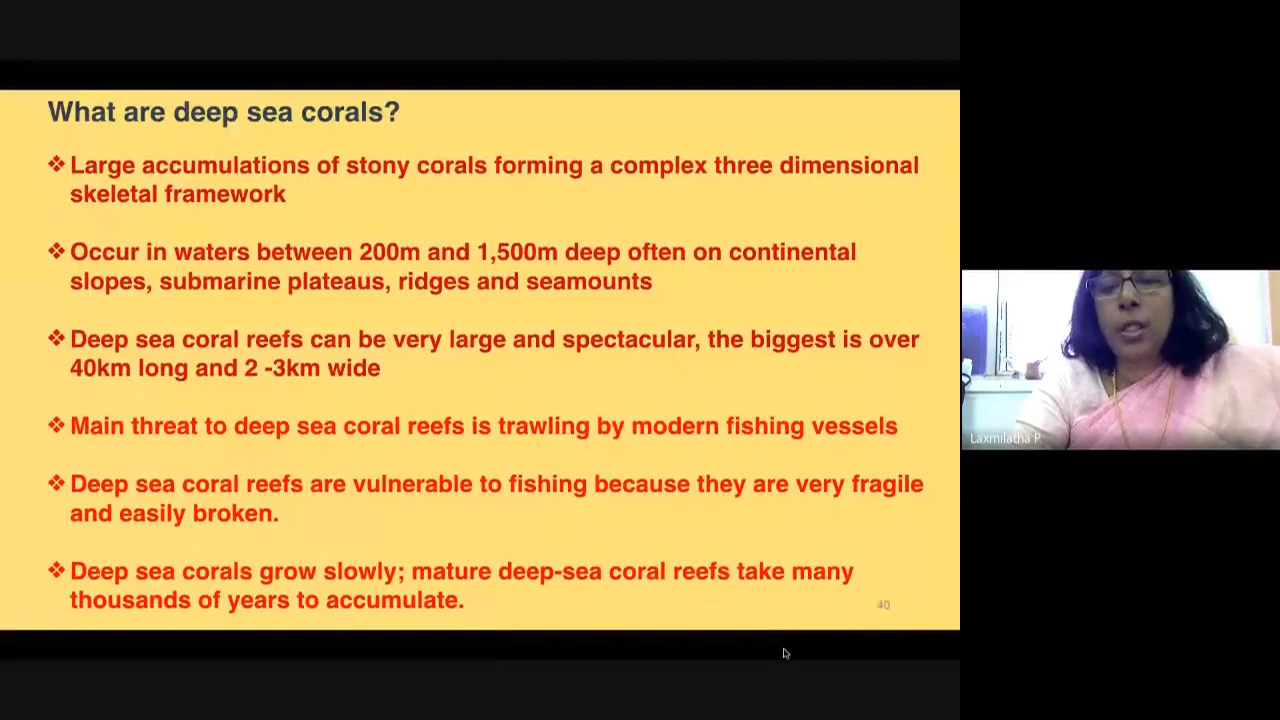 What are deep sea corals?
❖ Large accumulations of stony corals forming a complex three dimensional
skeletal framework
❖ Occur in waters between 200m and 1,500m deep often on continental
slopes, submarine plateaus, ridges and seamounts
❖ Deep sea coral reefs can be very large and spectacular, the biggest is over
40km long and 2 -3km wide
❖ Main threat to deep sea coral reefs is trawling by modern fishing vessels
❖ Deep sea coral reefs are vulnerable to fishing because they are very fragile
and easily broken.
❖ Deep sea corals grow slowly; mature deep-sea coral reefs take many
thousands of years to accumulate.
40
Laxmilatha P